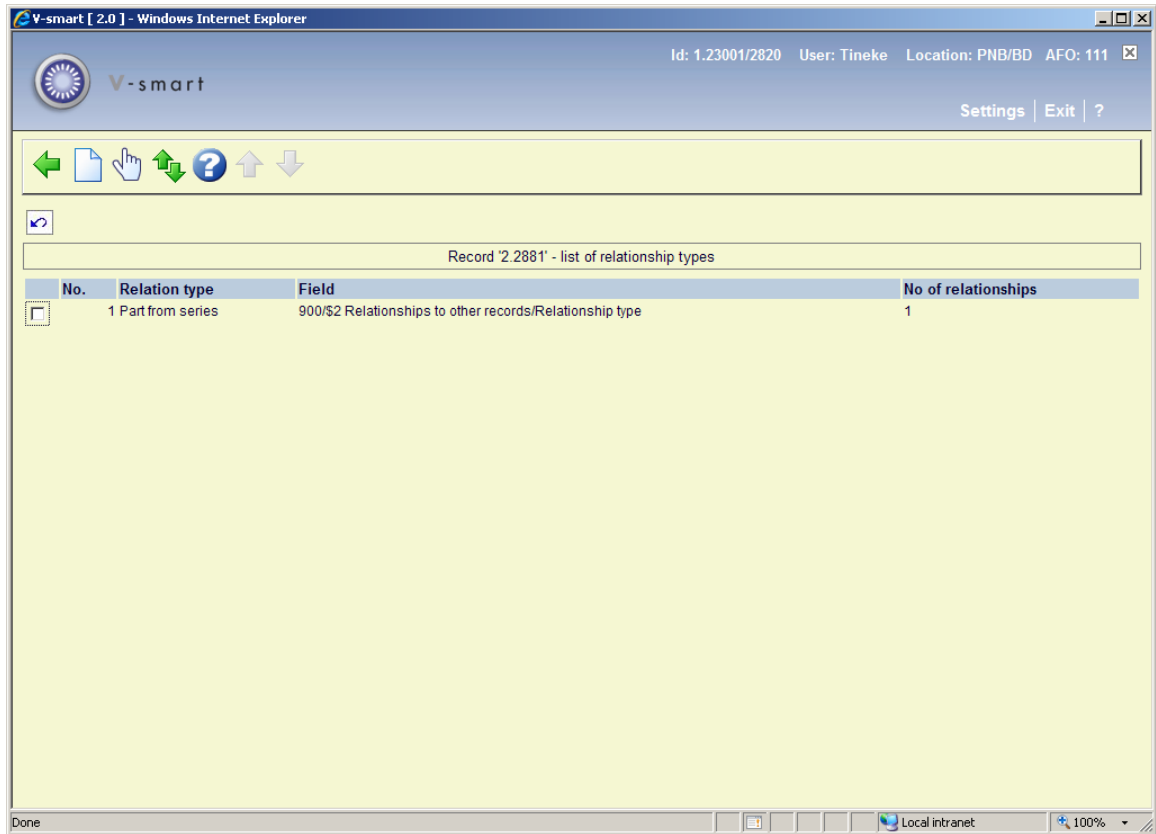 V-smart [ 2.0 ] - Windows Internet Explorer
Id: 1.23001/2820 User: Tineke Location: PNB/BD AFO: 111
V-smart
Settings | Exit | ?
Record '2.2881' - list of relationship types
No. Relation type Field No of relationships
1 Part from series 900/$2 Relationships to other records/Relationship type 1
Done Local intranet 100%